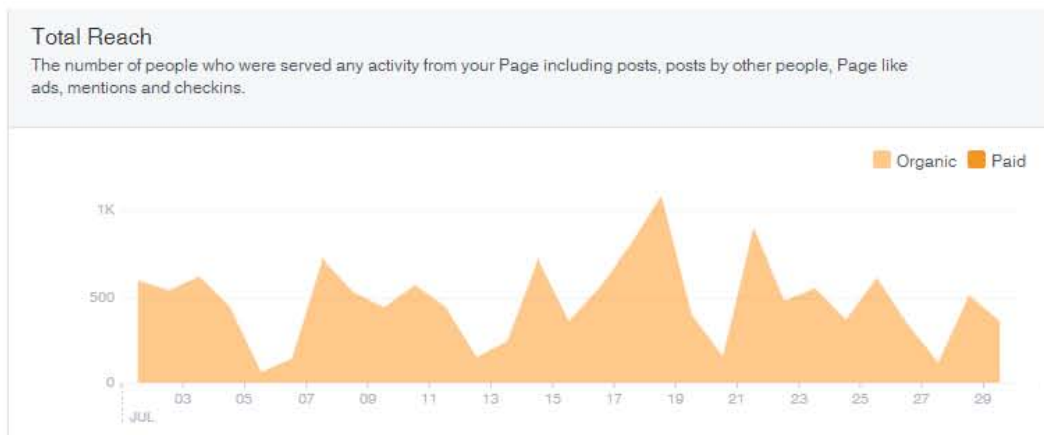 Total Reach
The number of people who were served any activity from your Page including posts, posts by other people, Page like
ads, mentions and checkins.
Organic Paid
1K
500
0
03 05 07 09 11 13 15 17 19 21 23 25 27 29
JUL